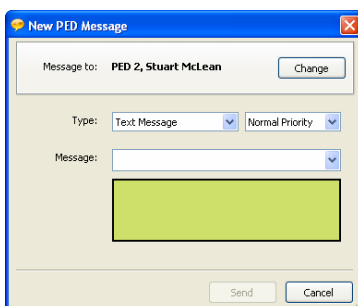 New PED Message
Message to: PED 2, Stuart McLean Change
Type: Text Message Normal Priority
Message:
Send Cancel